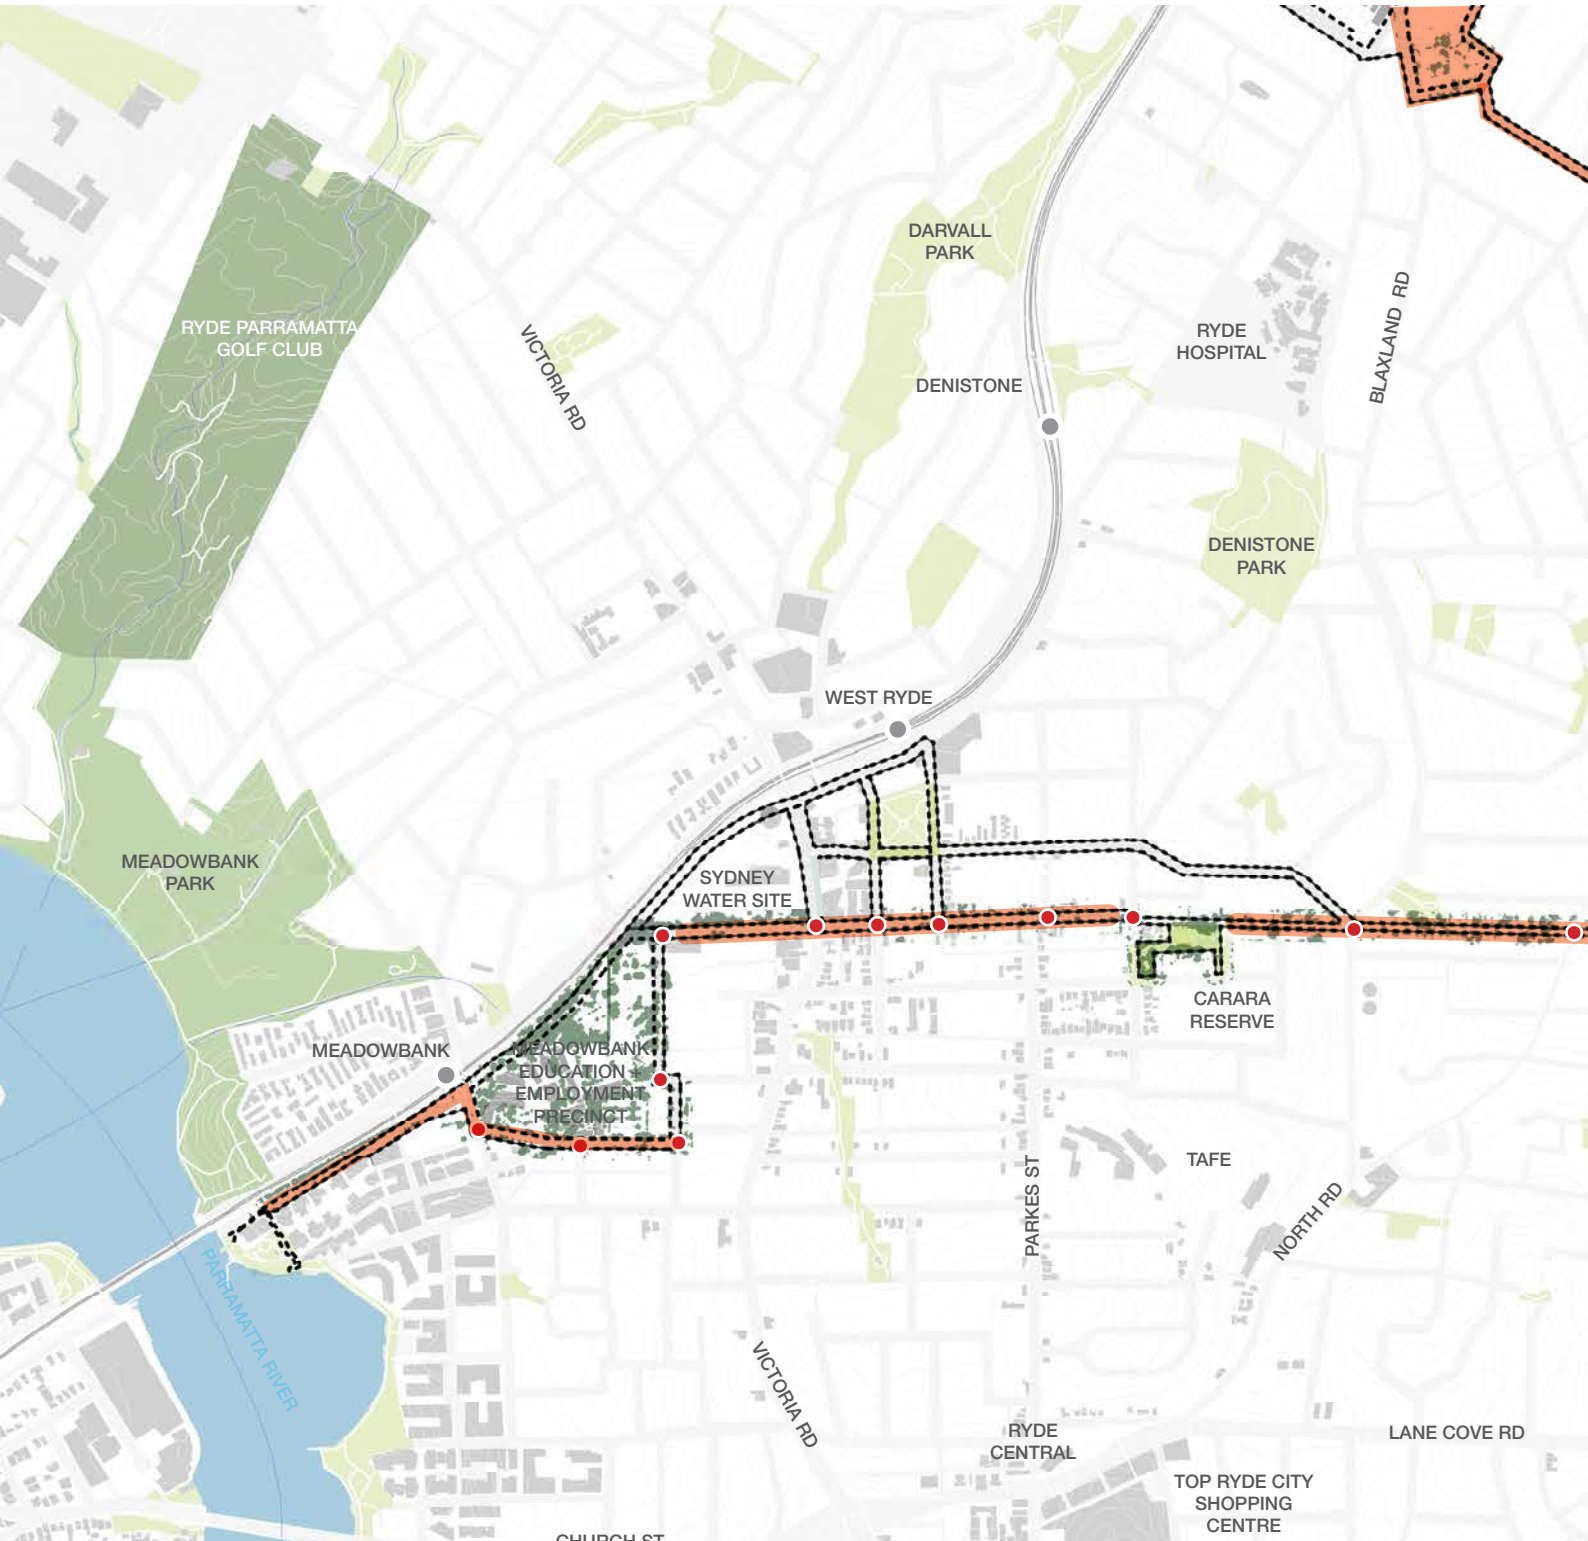 DARVALL
PARK
RYDE PARRAMATTA
GOLF CLUB
VICTORIA RD
RYDE
HOSPITAL
BLAXLAND RD
DENISTONE
DENISTONE
PARK
WEST RYDE
MEADOWBANK
PARK
SYDNEY
WATER SITE
CARARA
RESERVE
MEADOWBANK
MEADOWBANK
EDUCATION +
EMPLOYMENT
PRECINCT
TAFE
PARKES ST
NORTH RD
PARRAMATTA RIVER
VICTORIA RD
RYDE
CENTRAL
LANE COVE RD
TOP RYDE CITY
SHOPPING
CENTRE
CHURCH ST